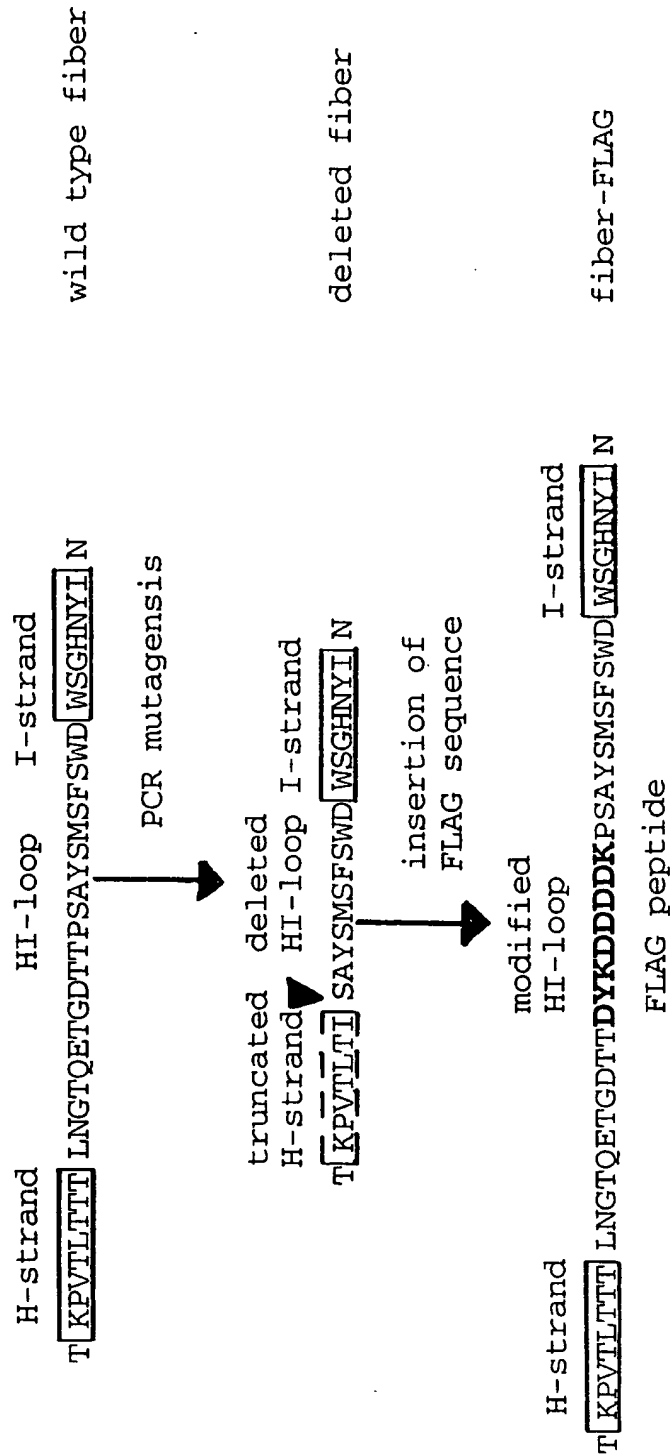 H-strand HI-loop I-strand
T KPVTLTTT LNGTQETGDTTPSAYSMSFSWD WSGHNYI N wild type fiber
PCR mutagensis
truncated deleted
H-strand HI-loop I-strand
T KPVTLTI SAYSMSFSWD WSGHNYI N deleted fiber
insertion of
FLAG sequence
modified
H-strand HI-loop I-strand
T KPVTLTTT LNGTQETGDTTDYKDDDDKPSAYSMSFSWD WSGHNYI N fiber-FLAG
FLAG peptide